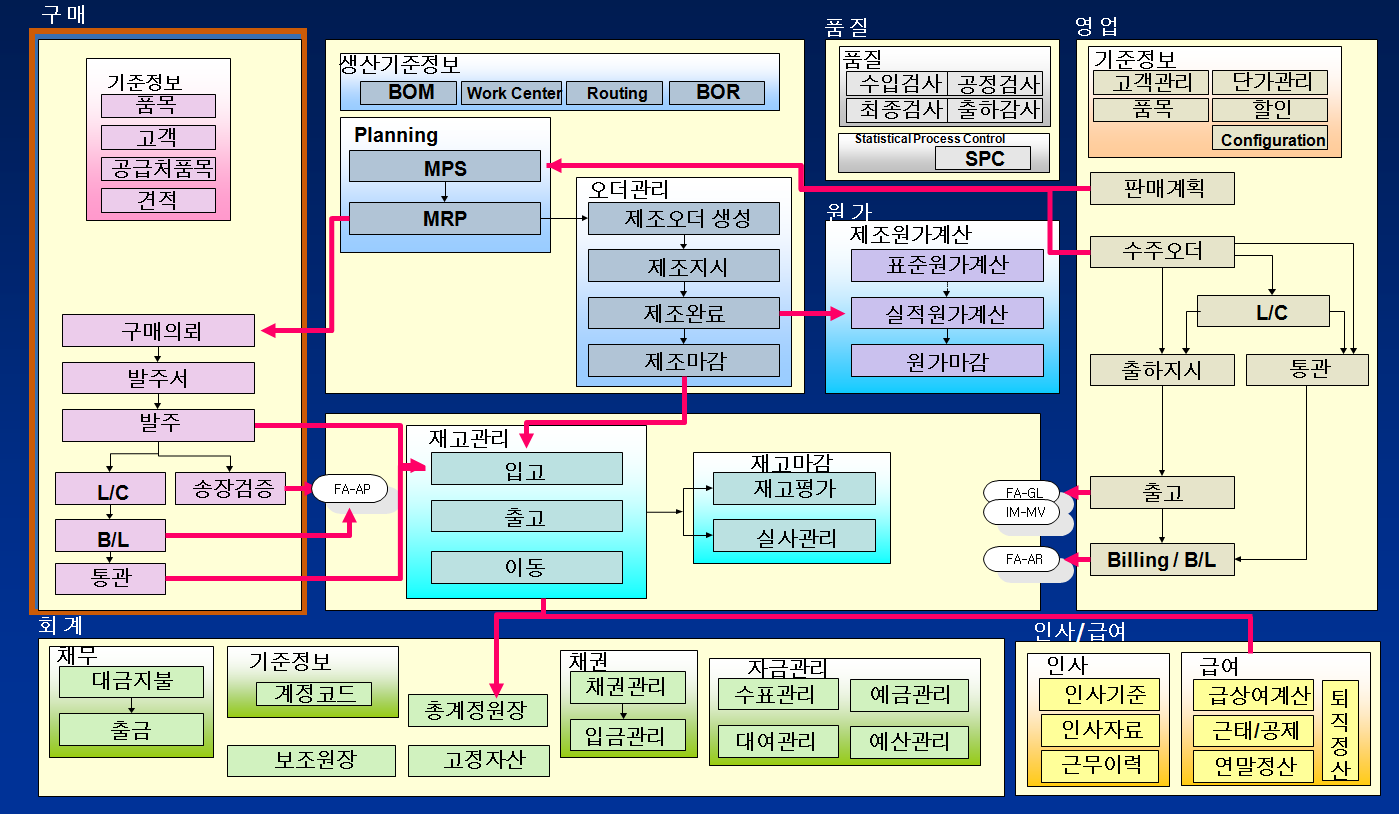 구 매
기준정보
품목
고객
공급처품목
견적
구매의뢰
발주서
발주
L/C
송장검증
B/L
통관
FA-AP
생산기준정보
BOM
Work Center
Routing
BOR
Planning
MPS
MRP
오더관리
제조오더 생성
제조지시
제조완료
제조마감
품 질
품질
수입검사
공정검사
최종검사
출하감사
Statistical Process Control
SPC
원 가
제조원가계산
표준원가계산
실적원가계산
원가마감
영 업
기준정보
고객관리
단가관리
품목
할인
Configuration
판매계획
수주오더
L/C
출하지시
통관
출고
Billing / B/L
FA-GL
IM-MV
FA-AR
재고관리
입고
출고
이동
재고마감
재고평가
실사관리
회 계
채무
대금지불
출금
기준정보
계정코드
보조원장
총계정원장
고정자산
채권
채권관리
입금관리
자금관리
수표관리
예금관리
대여관리
예산관리
인사/급여
인사
인사기준
인사자료
근무이력
급여
급상여계산
근태/공제
연말정산
퇴직정산